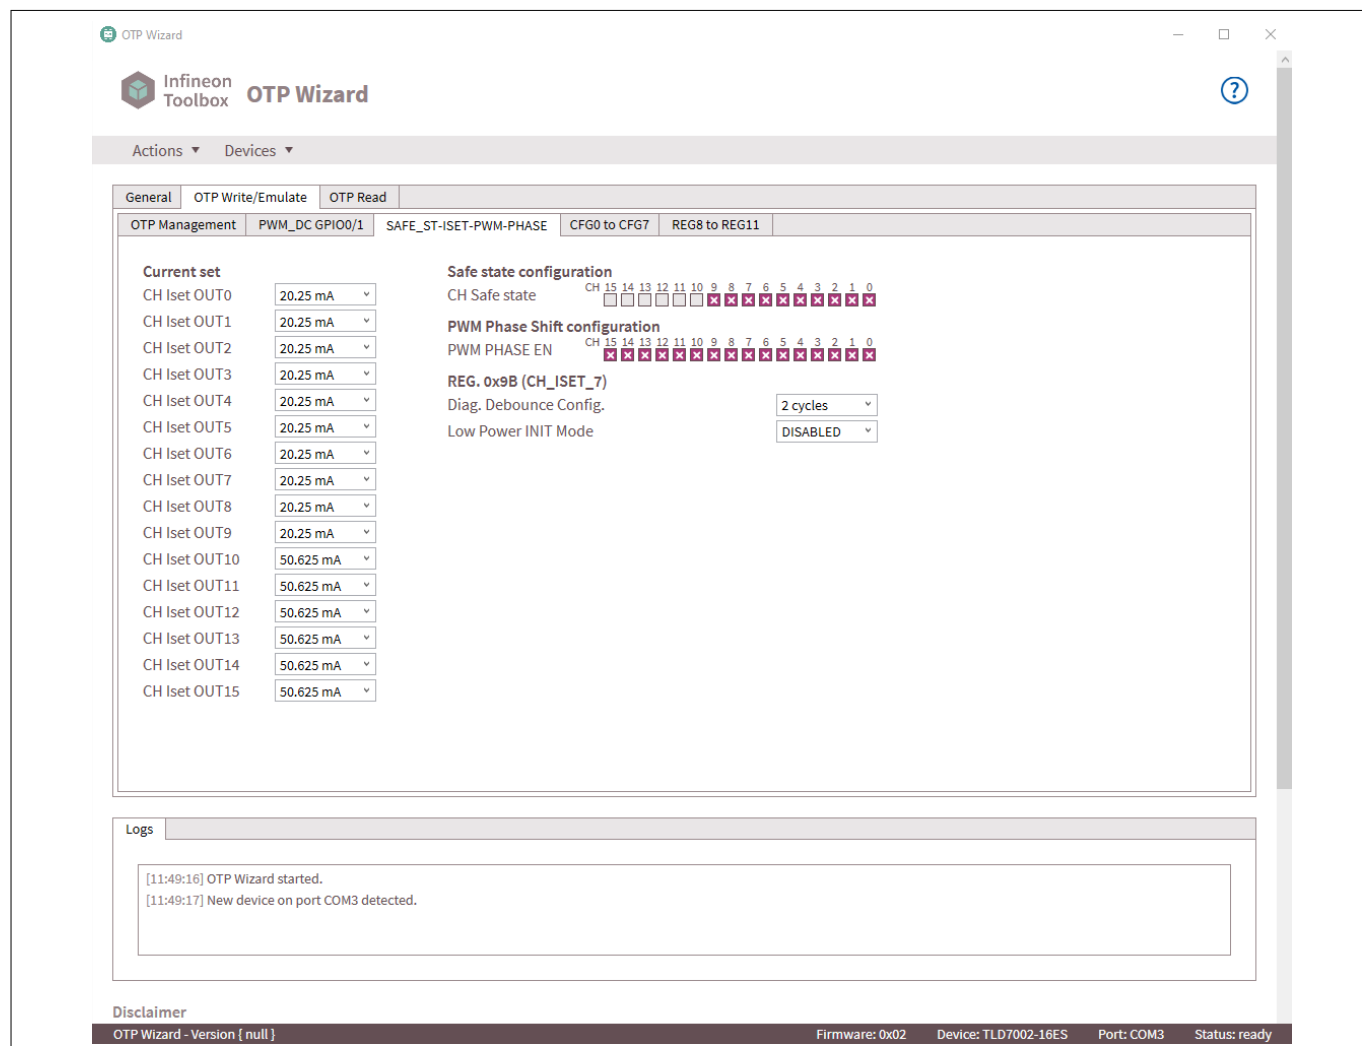 OTP Wizard
Infineon Toolbox OTP Wizard ?
Actions Devices
General OTP Write/Emulate OTP Read
OTP Management PWM_DC GPIO0/1 SAFE_ST-ISET-PWM-PHASE CFG0 to CFG7 REG8 to REG11
Current set
CH Iset OUT0 20.25 mA
CH Iset OUT1 20.25 mA
CH Iset OUT2 20.25 mA
CH Iset OUT3 20.25 mA
CH Iset OUT4 20.25 mA
CH Iset OUT5 20.25 mA
CH Iset OUT6 20.25 mA
CH Iset OUT7 20.25 mA
CH Iset OUT8 20.25 mA
CH Iset OUT9 20.25 mA
CH Iset OUT10 50.625 mA
CH Iset OUT11 50.625 mA
CH Iset OUT12 50.625 mA
CH Iset OUT13 50.625 mA
CH Iset OUT14 50.625 mA
CH Iset OUT15 50.625 mA
Safe state configuration
CH 15 14 13 12 11 10 9 8 7 6 5 4 3 2 1 0
CH Safe state
PWM Phase Shift configuration
CH 15 14 13 12 11 10 9 8 7 6 5 4 3 2 1 0
PWM PHASE EN
REG. 0x9B (CH_ISET_7)
Diag. Debounce Config. 2 cycles
Low Power INIT Mode DISABLED
Logs
[11:49:16] OTP Wizard started.
[11:49:17] New device on port COM3 detected.
Disclaimer
OTP Wizard - Version { null } Firmware: 0x02 Device: TLD7002-16ES Port: COM3 Status: ready